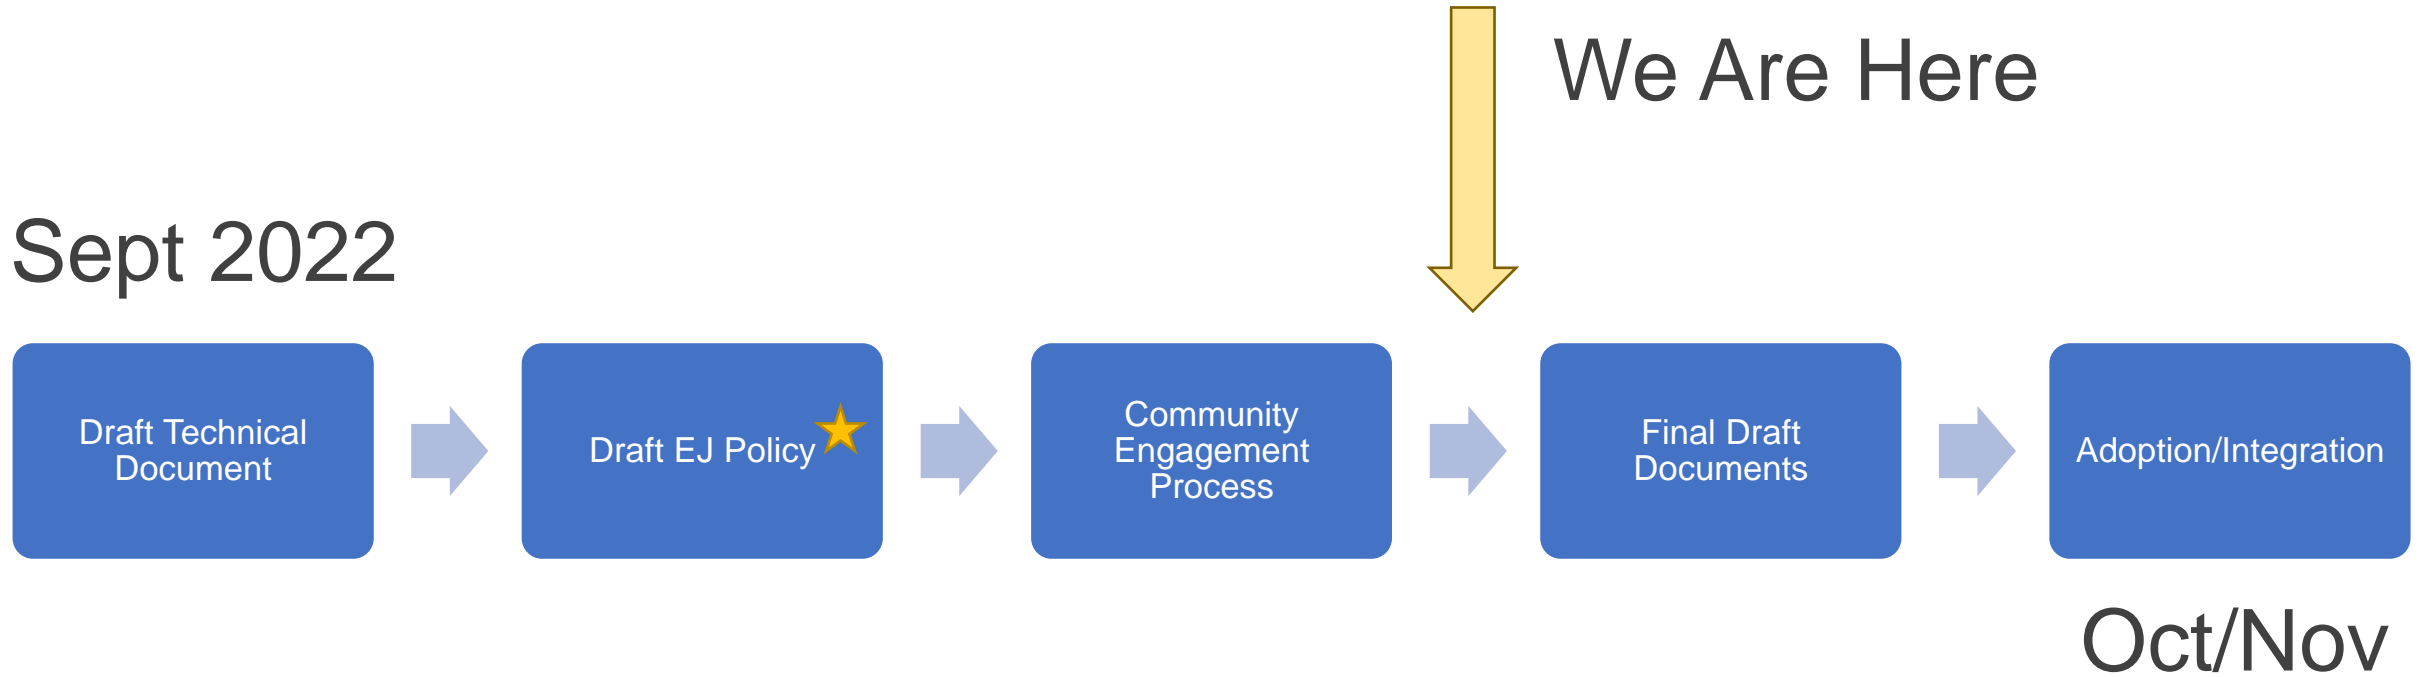 We Are Here
Sept 2022
Draft Technical
Document
Draft EJ Policy
Community
Engagement
Process
Final Draft
Documents
Adoption/Integration
Oct/Nov